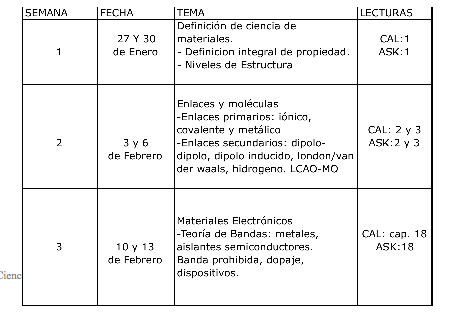 SEMANA FECHA TEMA LECTURAS
1
27 Y 30
de Enero
Definición de ciencia de
materiales.
- Definicion integral de propiedad.
- Niveles de Estructura
CAL:1
ASK:1
2
3 y 6
de Febrero
Enlaces y moléculas
-Enlaces primarios: iónico,
covalente y metálico
-Enlaces secundarios: dipolo-
dipolo, dipolo inducido, london/van
der waals, hidrogeno. LCAO-MO
CAL: 2 y 3
ASK:2 y 3
3
10 y 13
de Febrero
Materiales Electrónicos
-Teoría de Bandas: metales,
aislantes semiconductores.
Banda prohibida, dopaje,
dispositivos.
CAL: cap. 18
ASK:18
Cienc